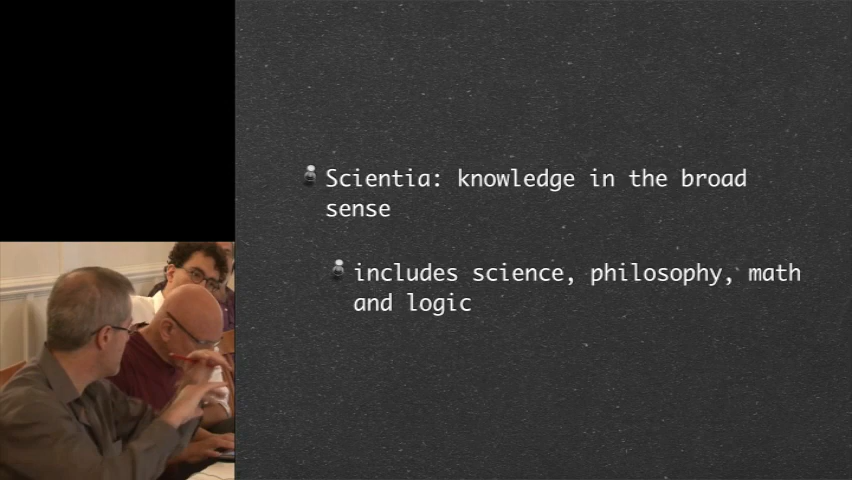 Scientia: knowledge in the broad
sense
includes science, philosophy, math
and logic